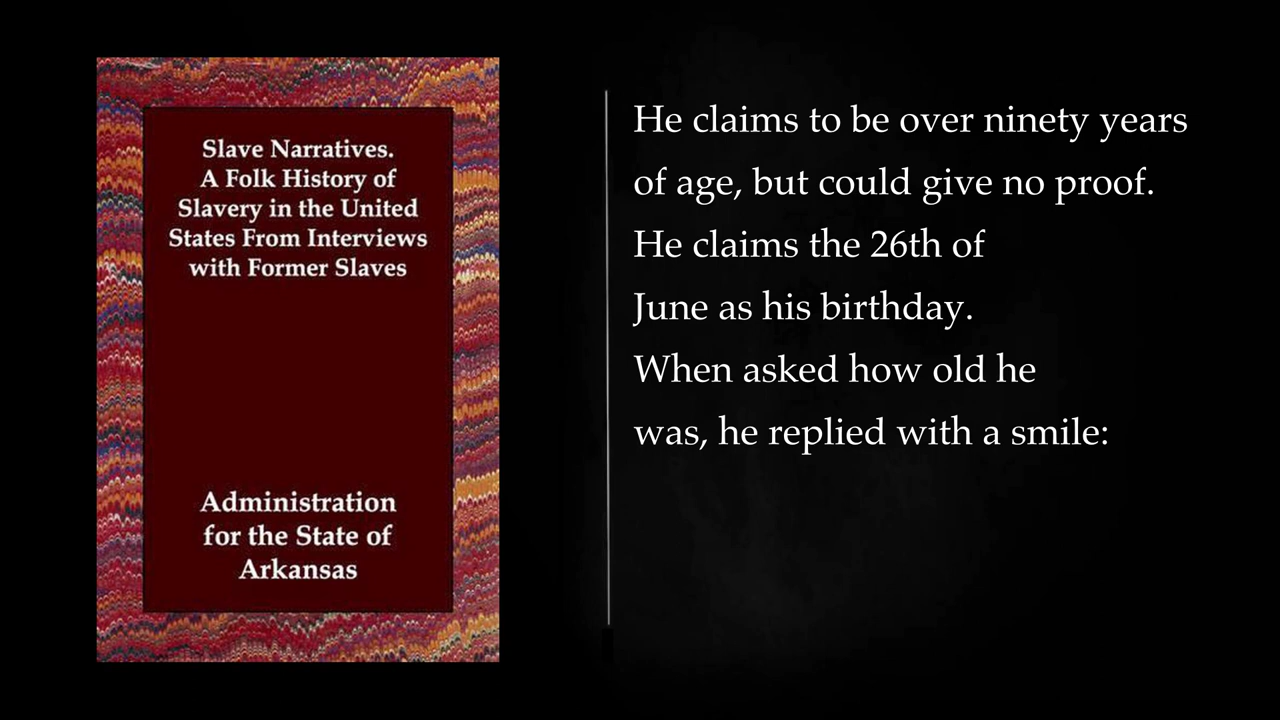 Slave Narratives.
A Folk History of
Slavery in the United
States From Interviews
with Former Slaves
Administration
for the State of
Arkansas
He claims to be over ninety years
of age, but could give no proof.
He claims the 26th of
June as his birthday.
When asked how old he
was, he replied with a smile: